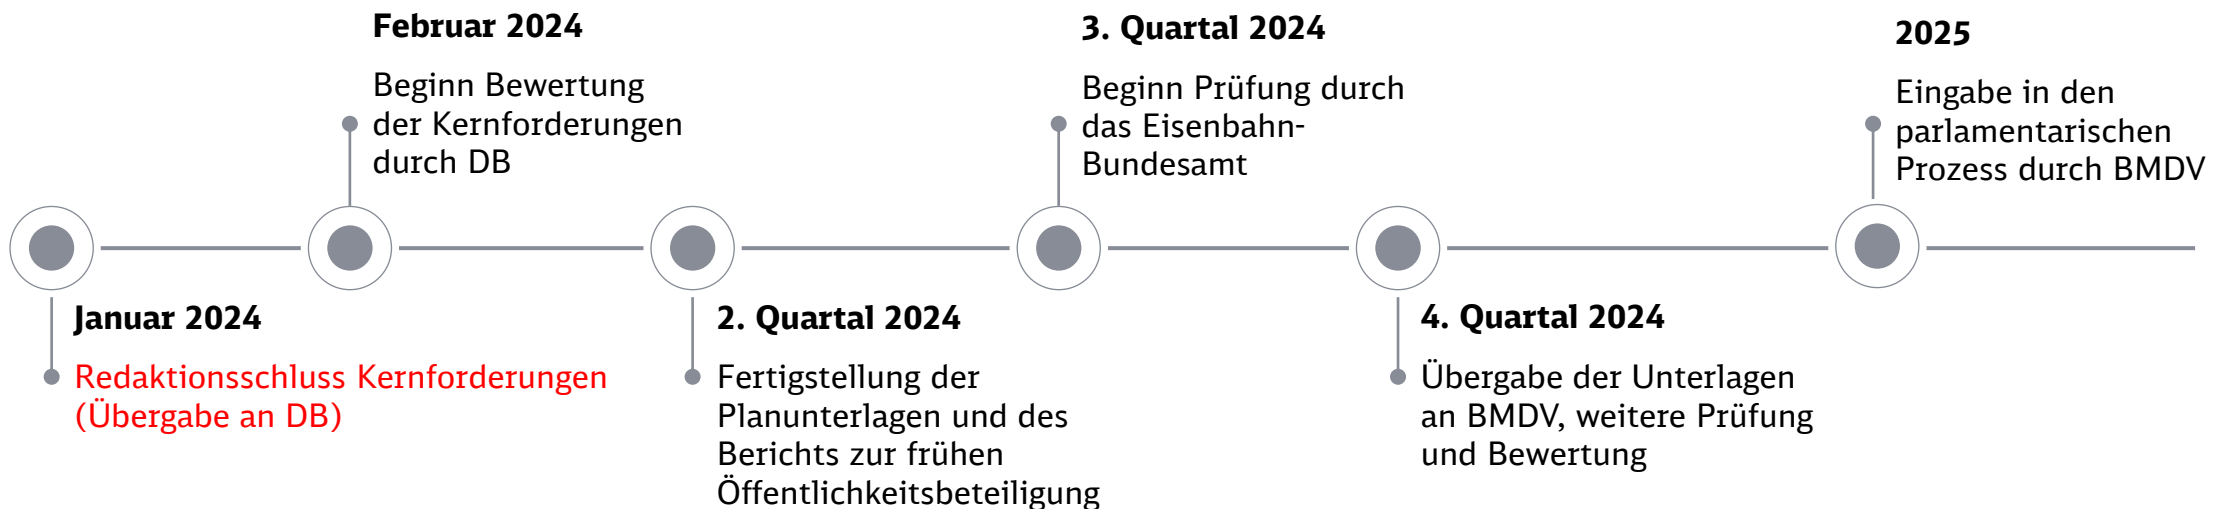 Januar 2024
Redaktionsschluss Kernforderungen
(Übergabe an DB)
Februar 2024
Beginn Bewertung
der Kernforderungen
durch DB
2. Quartal 2024
Fertigstellung der
Planunterlagen und des
Berichts zur frühen
Öffentlichkeitsbeteiligung
3. Quartal 2024
Beginn Prüfung durch
das Eisenbahn-
Bundesamt
4. Quartal 2024
Übergabe der Unterlagen
an BMDV, weitere Prüfung
und Bewertung
2025
Eingabe in den
parlamentarischen
Prozess durch BMDV